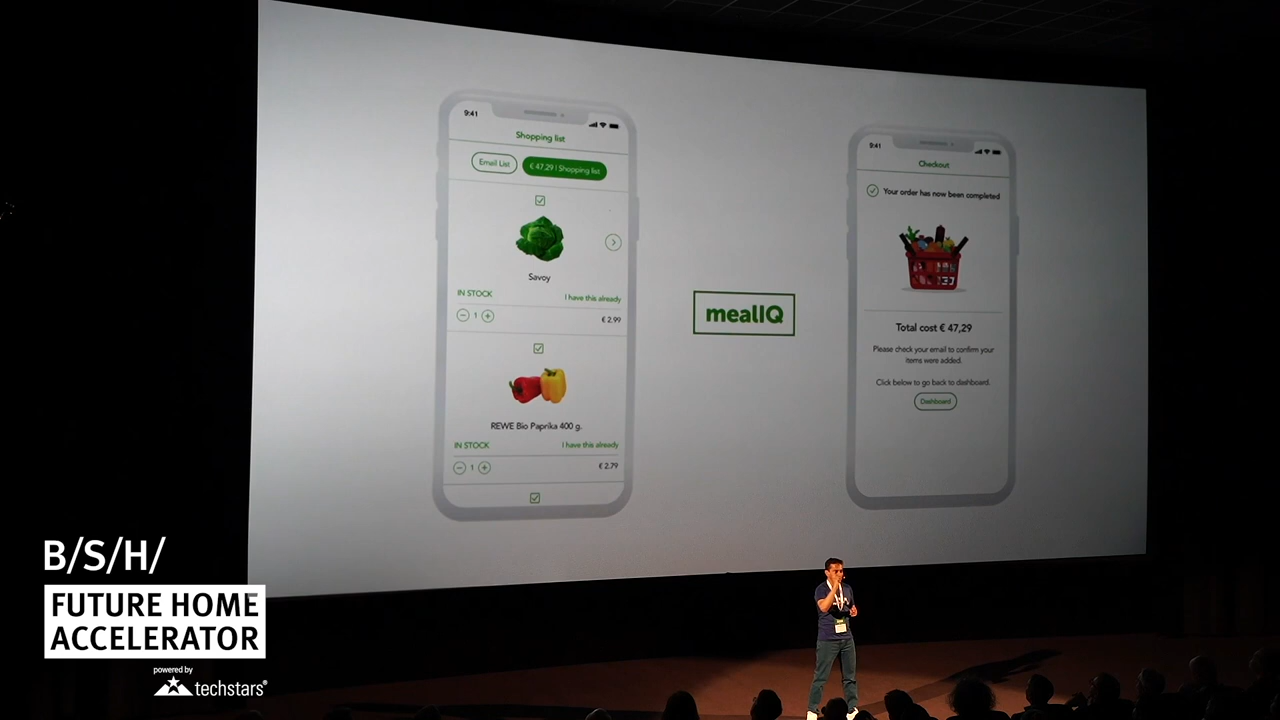 9:41
Shopping list
Email List
€ 47,29 | Shopping list
Savoy
IN STOCK
I have this already
1
€ 2.99
REWE Bio Paprika 400 g.
IN STOCK
I have this already
1
€ 2.79
mealIQ
9:41
Checkout
Your order has now been completed
Total cost € 47,29
Please check your email to confirm your
items were added.
Click below to go back to dashboard.
Dashboard
B/S/H/
FUTURE HOME
ACCELERATOR
powered by
techstars®